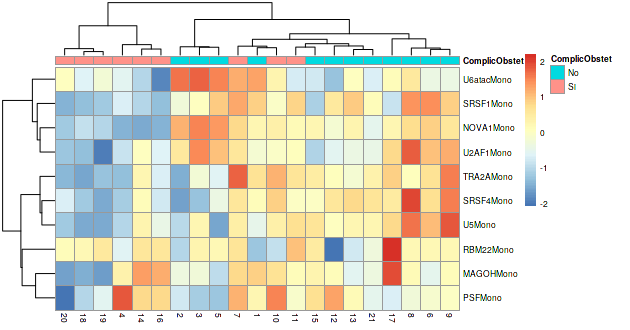 ComplicObstet
ComplicObstet
No
Si
2
1
0
-1
-2
U6atacMono
SRSF1Mono
NOVA1Mono
U2AF1Mono
TRA2AMono
SRSF4Mono
U5Mono
RBM22Mono
MAGOHMono
PSFMono
20 18 19 4 14 16 2 3 5 7 1 10 11 15 12 13 21 17 8 6 9